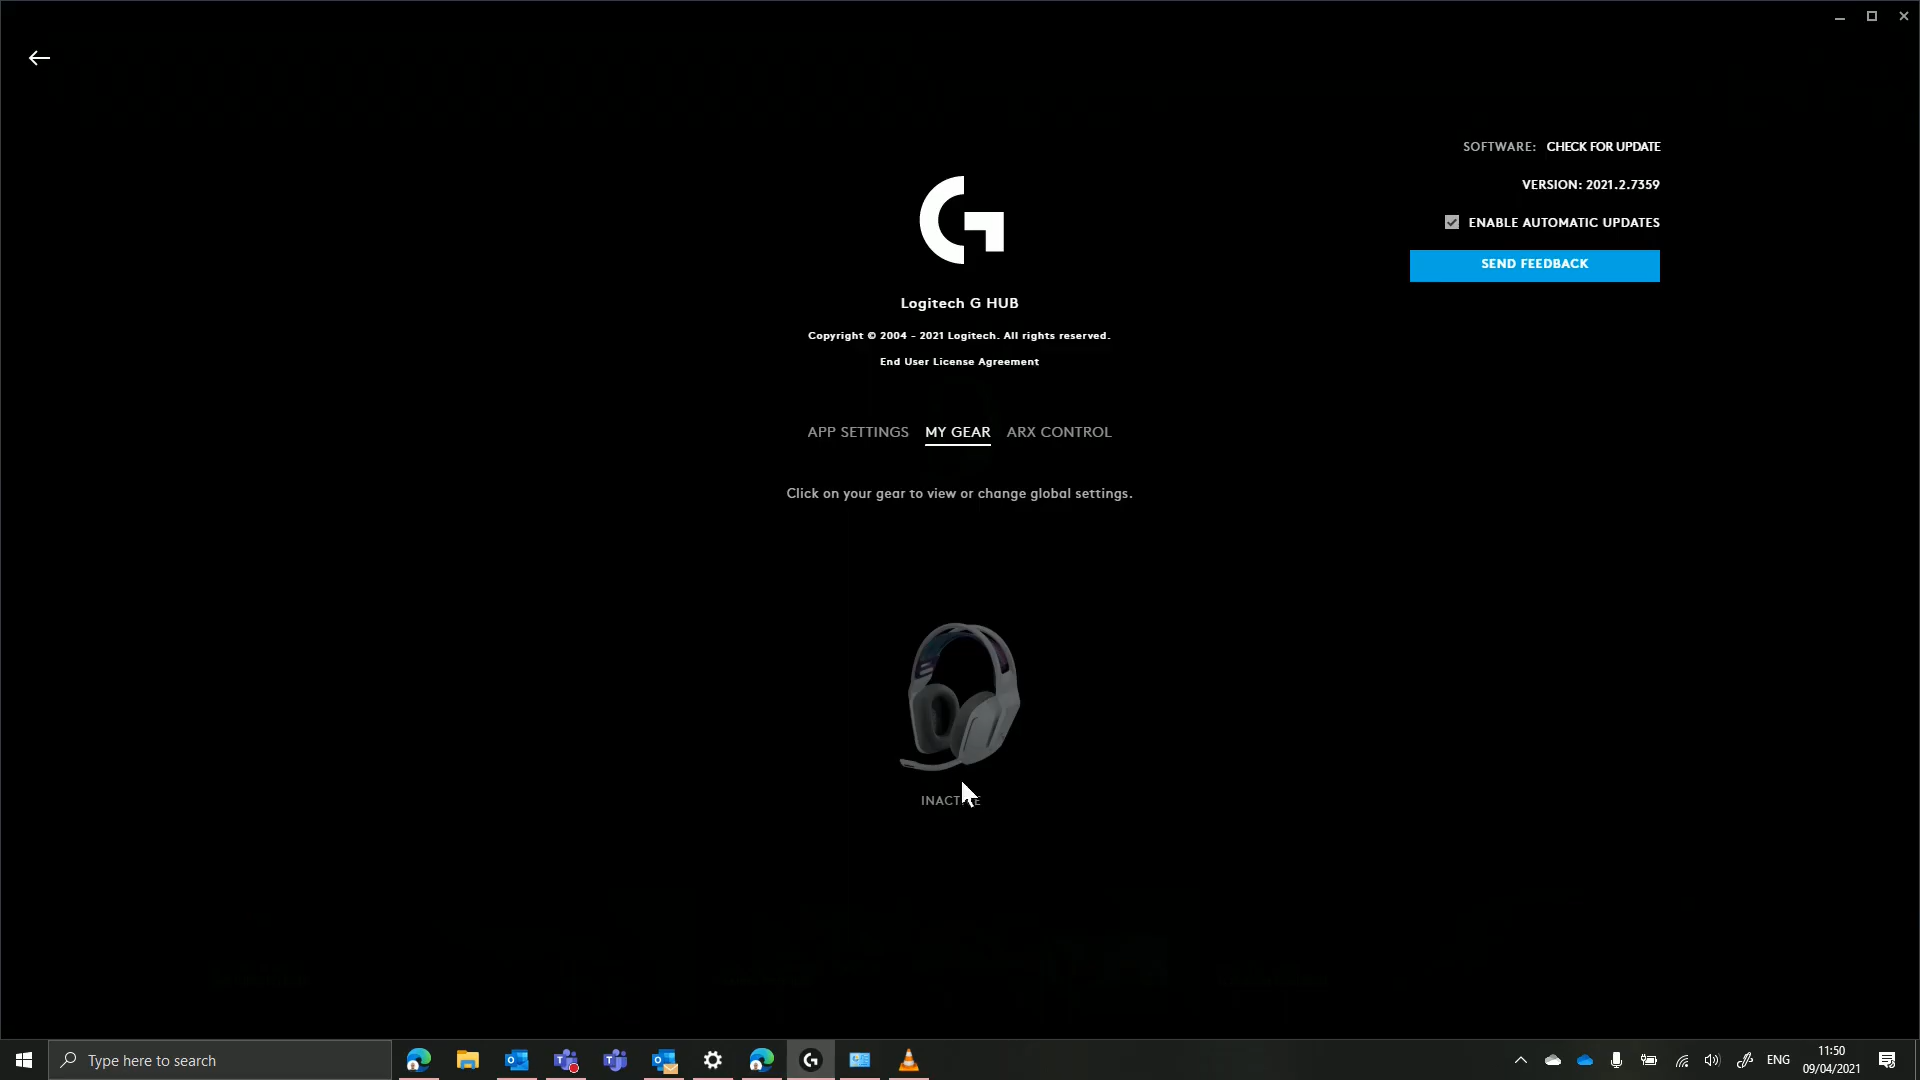 SOFTWARE: CHECK FOR UPDATE
VERSION: 2021.2.7359
ENABLE AUTOMATIC UPDATES
SEND FEEDBACK
Logitech G HUB
Copyright © 2004 - 2021 Logitech. All rights reserved.
End User License Agreement
APP SETTINGS MY GEAR ARX CONTROL
Click on your gear to view or change global settings.
Type here to search
ENG
11:50
09/04/2021